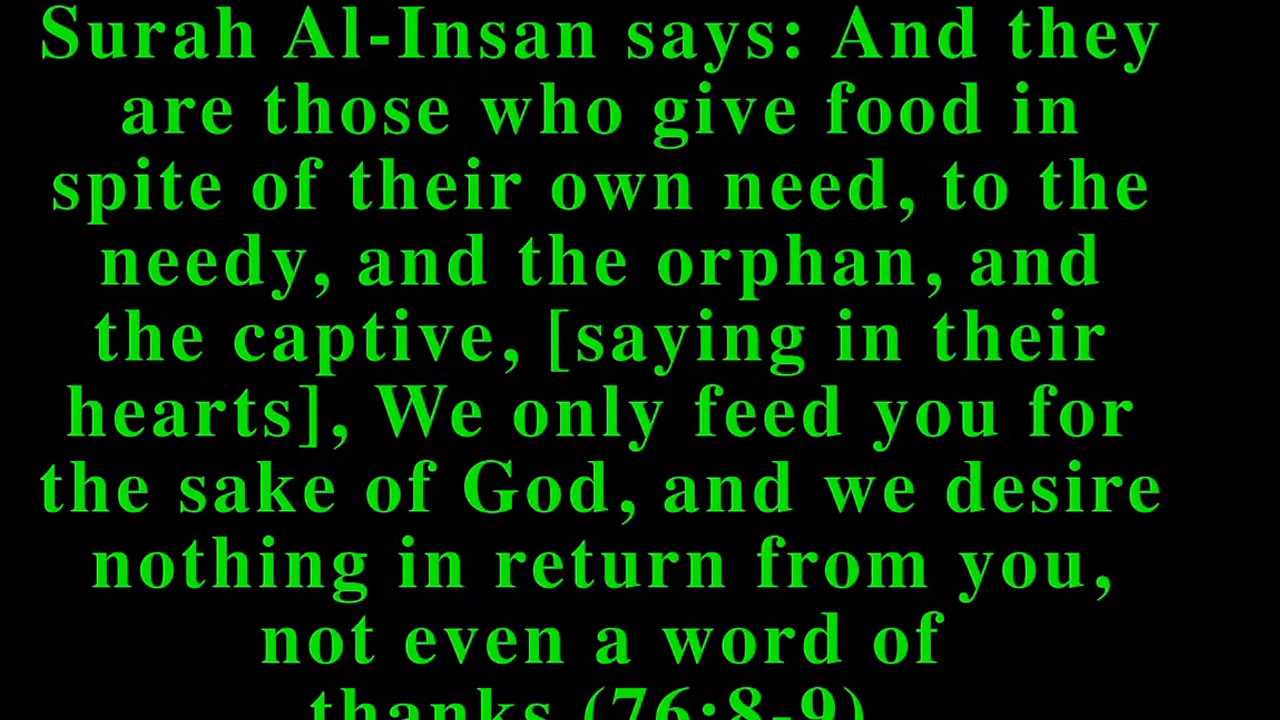 Surah Al-Insan says: And they
are those who give food in
spite of their own need, to the
needy, and the orphan, and
the captive, [saying in their
hearts], We only feed you for
the sake of God, and we desire
nothing in return from you,
not even a word of
thanks (76:8-9)